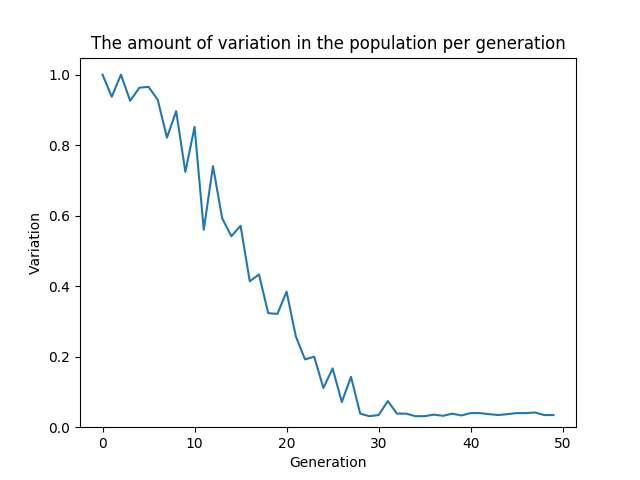 The amount of variation in the population per generation
1.0
0.8
0.6
0.4
0.2
0.0
Variation
0 10 20 30 40 50
Generation